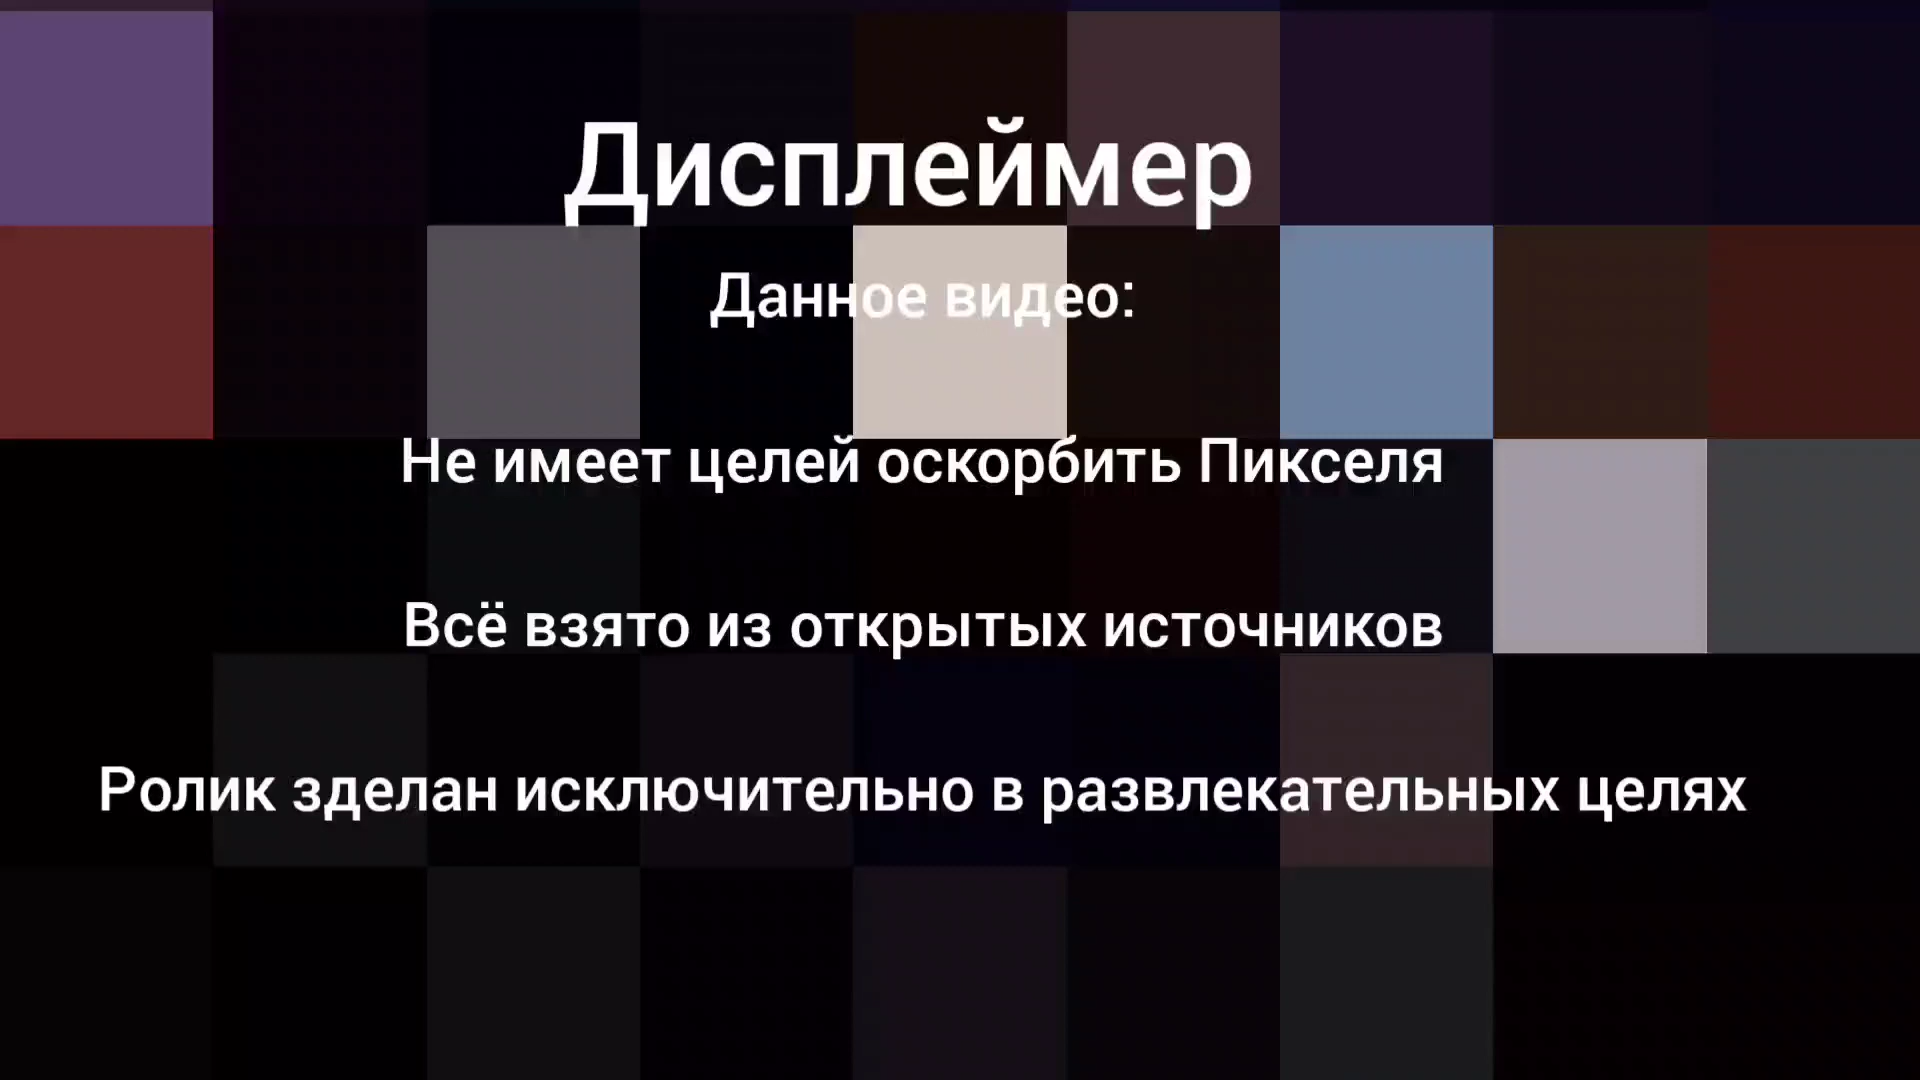 Дисплеймер
Данное видео:
Не имеет целей оскорбить Пикселя
Всё взято из открытых источников
Ролик зделан исключительно в развлекательных целях